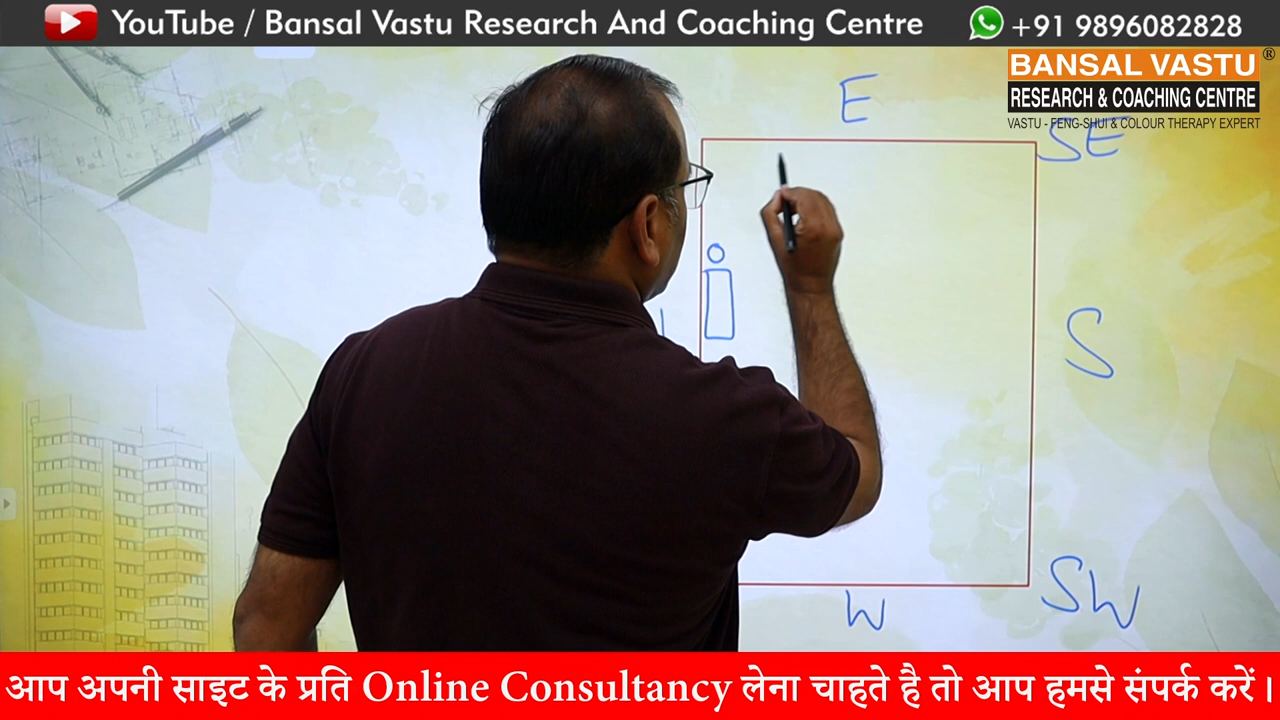 YouTube / Bansal Vastu Research And Coaching Centre
+91 9896082828
BANSAL VASTU®
RESEARCH & COACHING CENTRE
VASTU - FENG-SHUI & COLOUR THERAPY EXPERT
E
SE
S
W
SW
आप अपनी साइट के प्रति Online Consultancy लेना चाहते है तो आप हमसे संपर्क करें।